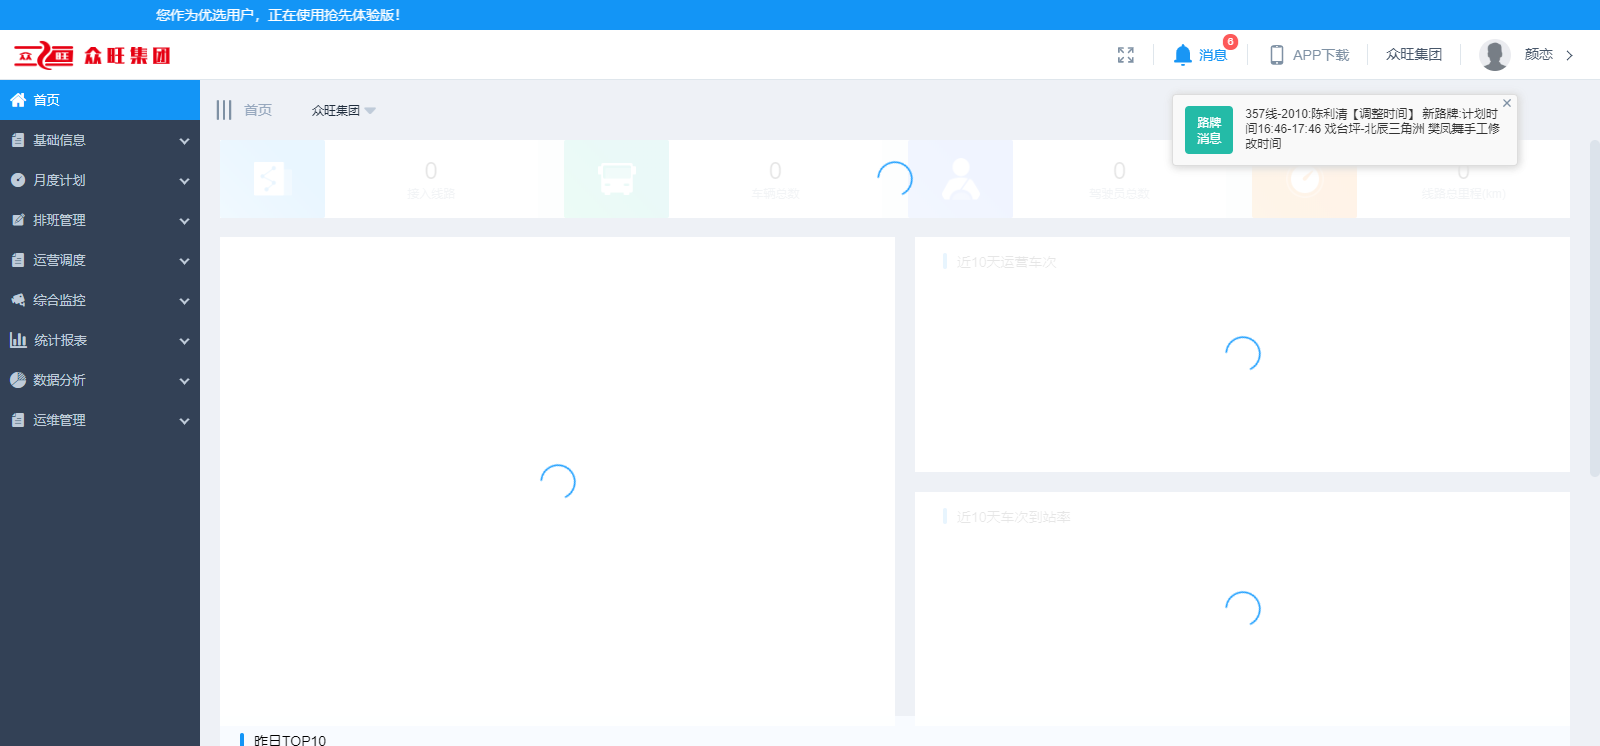 您作为优选用户，正在使用抢先体验版！
众 旺 众旺集团
消息
6
APP下载
众旺集团
颜恋
首页
基础信息
月度计划
排班管理
运营调度
综合监控
统计报表
数据分析
运维管理
首页
众旺集团
路牌
消息
357线-2010:陈利清【调整时间】 新路牌:计划时
间16:46-17:46 戏台坪-北辰三角洲 樊凤舞手工修
改时间
0
接入线路
0
车辆总数
0
驾驶员总数
0
线路总里程(km)
近10天运营车次
近10天车次到站率
昨日TOP10